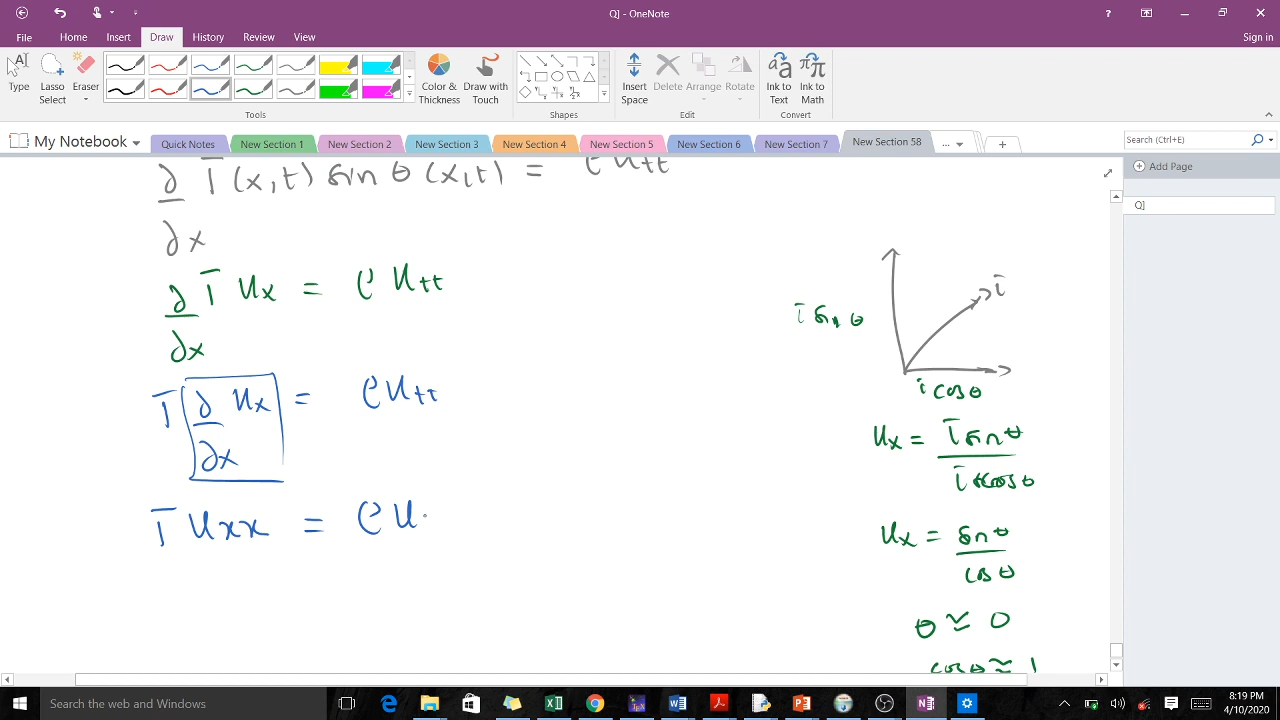 Q] - OneNote
File Home Insert Draw History Review View
Sign in
Type
Lasso Select
Eraser
Color & Thickness
Draw with Touch
Insert Space
Delete
Arrange
Rotate
Ink to Text
Ink to Math
Tools Shapes Edit Convert
My Notebook Quick Notes New Section 1 New Section 2 New Section 3 New Section 4 New Section 5 New Section 6 New Section 7 New Section 58 ...
Search (Ctrl+E)
Add Page
Q]
∂/∂x T(x,t) sin θ(x,t) = ρ utt
∂/∂x T ux = ρ utt
T ∂/∂x ux = ρ utt
T uxx = ρ u
T
T sin θ
T cos θ
ux = T sin θ / T cos θ
ux = sin θ / cos θ
θ ≈ 0
cos θ ≈ 1
Search the web and Windows
8:19 PM
4/10/2020